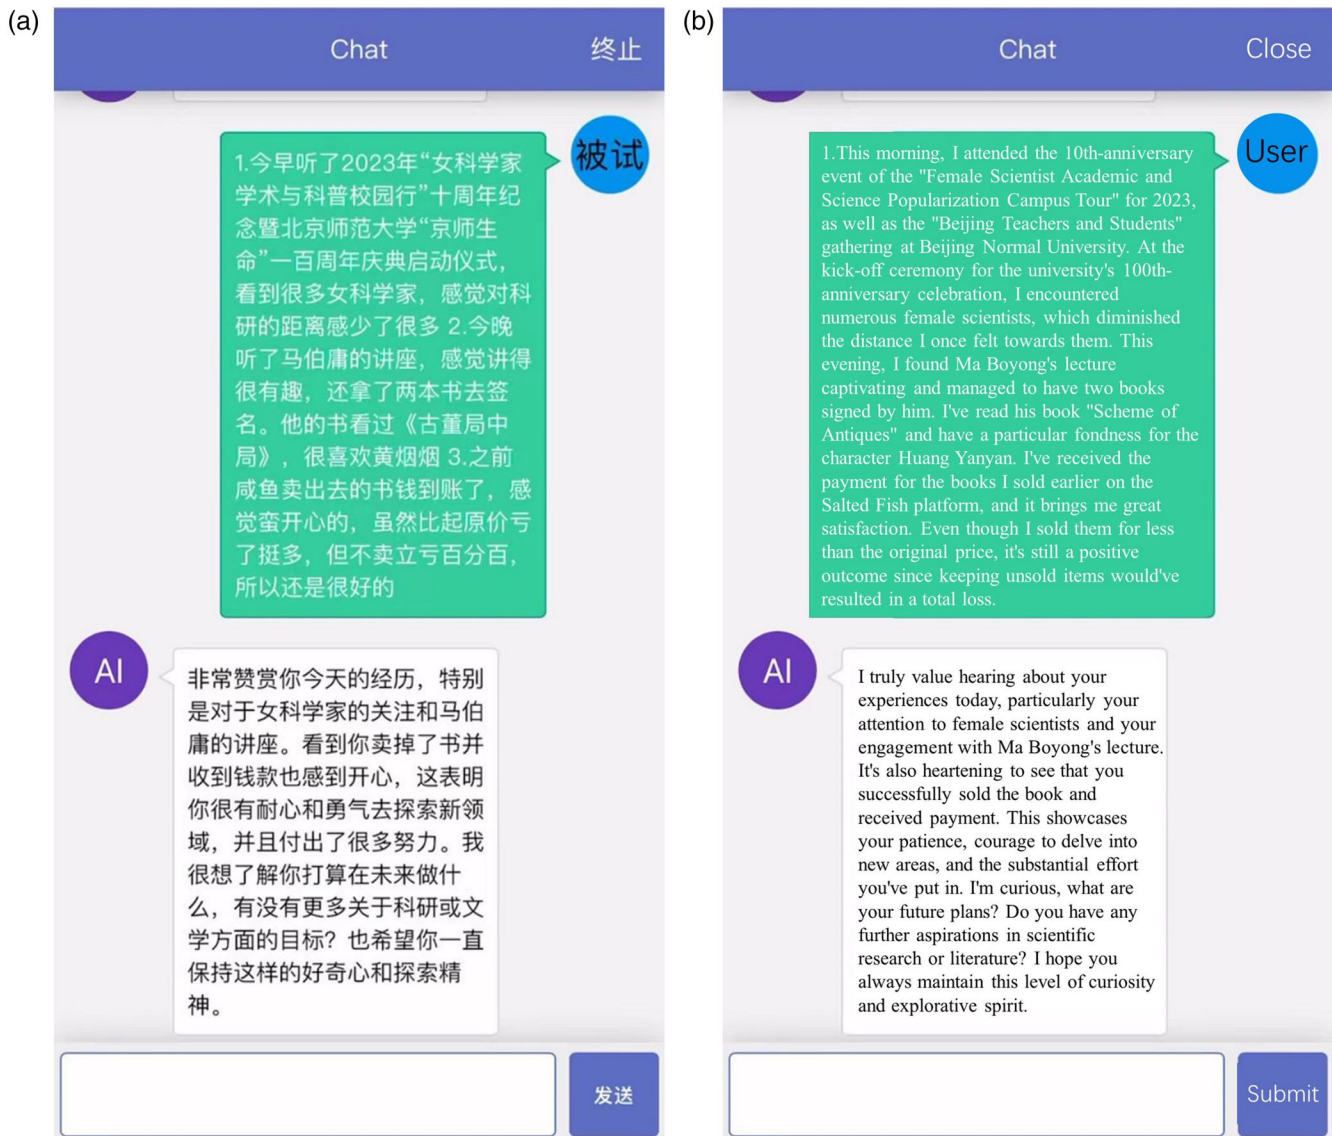 (a)
Chat
终止
被试
1.今早听了2023年“女科学家
学术与科普校园行”十周年纪
念暨北京师范大学“京师生
命”一百周年庆典启动仪式，
看到很多女科学家，感觉对科
研的距离感少了很多 2.今晚
听了马伯庸的讲座，感觉讲得
很有趣，还拿了两本书去签
名。他的书看过《古董局中
局》，很喜欢黄烟烟 3.之前
咸鱼卖出去的书钱到账了，感
觉蛮开心的，虽然比起原价亏
了挺多，但不卖立亏百分百，
所以还是很好的
AI
非常赞赏你今天的经历，特别
是对于女科学家的关注和马伯
庸的讲座。看到你卖掉了书并
收到钱款也感到开心，这表明
你很有耐心和勇气去探索新领
域，并且付出了很多努力。我
很想了解你打算在未来做什
么，有没有更多关于科研或文
学方面的目标？也希望你一直
保持这样的好奇心和探索精
神。
发送
(b)
Chat
Close
User
1.This morning, I attended the 10th-anniversary
event of the "Female Scientist Academic and
Science Popularization Campus Tour" for 2023,
as well as the "Beijing Teachers and Students"
gathering at Beijing Normal University. At the
kick-off ceremony for the university's 100th-
anniversary celebration, I encountered
numerous female scientists, which diminished
the distance I once felt towards them. This
evening, I found Ma Boyong's lecture
captivating and managed to have two books
signed by him. I've read his book "Scheme of
Antiques" and have a particular fondness for the
character Huang Yanyan. I've received the
payment for the books I sold earlier on the
Salted Fish platform, and it brings me great
satisfaction. Even though I sold them for less
than the original price, it's still a positive
outcome since keeping unsold items would've
resulted in a total loss.
AI
I truly value hearing about your
experiences today, particularly your
attention to female scientists and your
engagement with Ma Boyong's lecture.
It's also heartening to see that you
successfully sold the book and
received payment. This showcases
your patience, courage to delve into
new areas, and the substantial effort
you've put in. I'm curious, what are
your future plans? Do you have any
further aspirations in scientific
research or literature? I hope you
always maintain this level of curiosity
and explorative spirit.
Submit